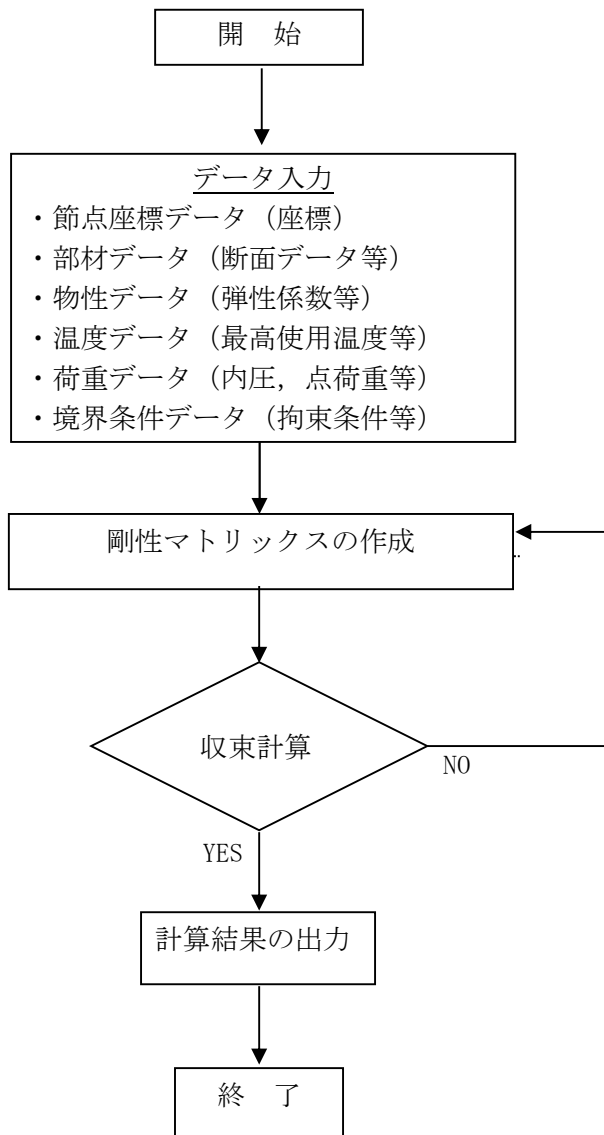 開　始
データ入力
・節点座標データ（座標）
・部材データ（断面データ等）
・物性データ（弾性係数等）
・温度データ（最高使用温度等）
・荷重データ（内圧，点荷重等）
・境界条件データ（拘束条件等）
剛性マトリックスの作成
収束計算
NO
YES
計算結果の出力
終　了